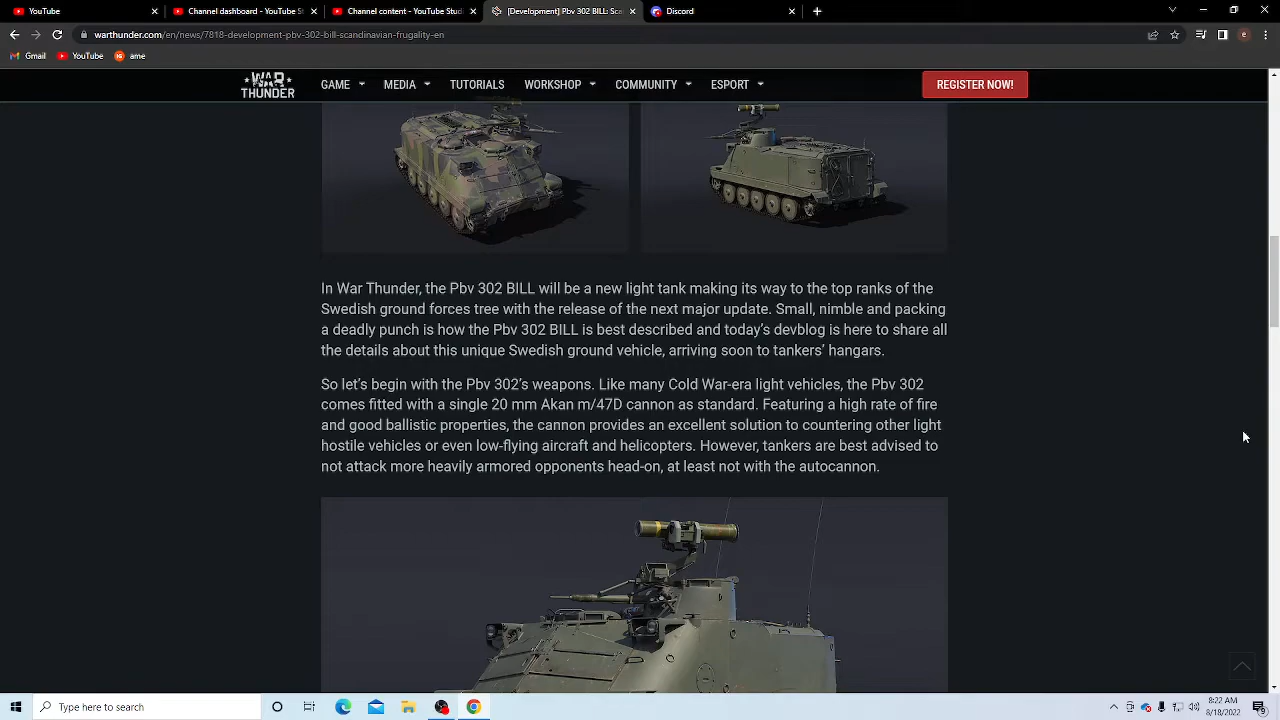 YouTube
Channel dashboard - YouTube St
Channel content - YouTube Studi
[Development] Pbv 302 BILL: Sca
Discord
warthunder.com/en/news/7818-development-pbv-302-bill-scandinavian-frugality-en
e
Gmail
YouTube
ame
WAR THUNDER
GAME
MEDIA
TUTORIALS
WORKSHOP
COMMUNITY
ESPORT
REGISTER NOW!
In War Thunder, the Pbv 302 BILL will be a new light tank making its way to the top ranks of the
Swedish ground forces tree with the release of the next major update. Small, nimble and packing
a deadly punch is how the Pbv 302 BILL is best described and today’s devblog is here to share all
the details about this unique Swedish ground vehicle, arriving soon to tankers’ hangars.
So let’s begin with the Pbv 302’s weapons. Like many Cold War-era light vehicles, the Pbv 302
comes fitted with a single 20 mm Akan m/47D cannon as standard. Featuring a high rate of fire
and good ballistic properties, the cannon provides an excellent solution to countering other light
hostile vehicles or even low-flying aircraft and helicopters. However, tankers are best advised to
not attack more heavily armored opponents head-on, at least not with the autocannon.
Type here to search
8:22 AM
8/18/2022